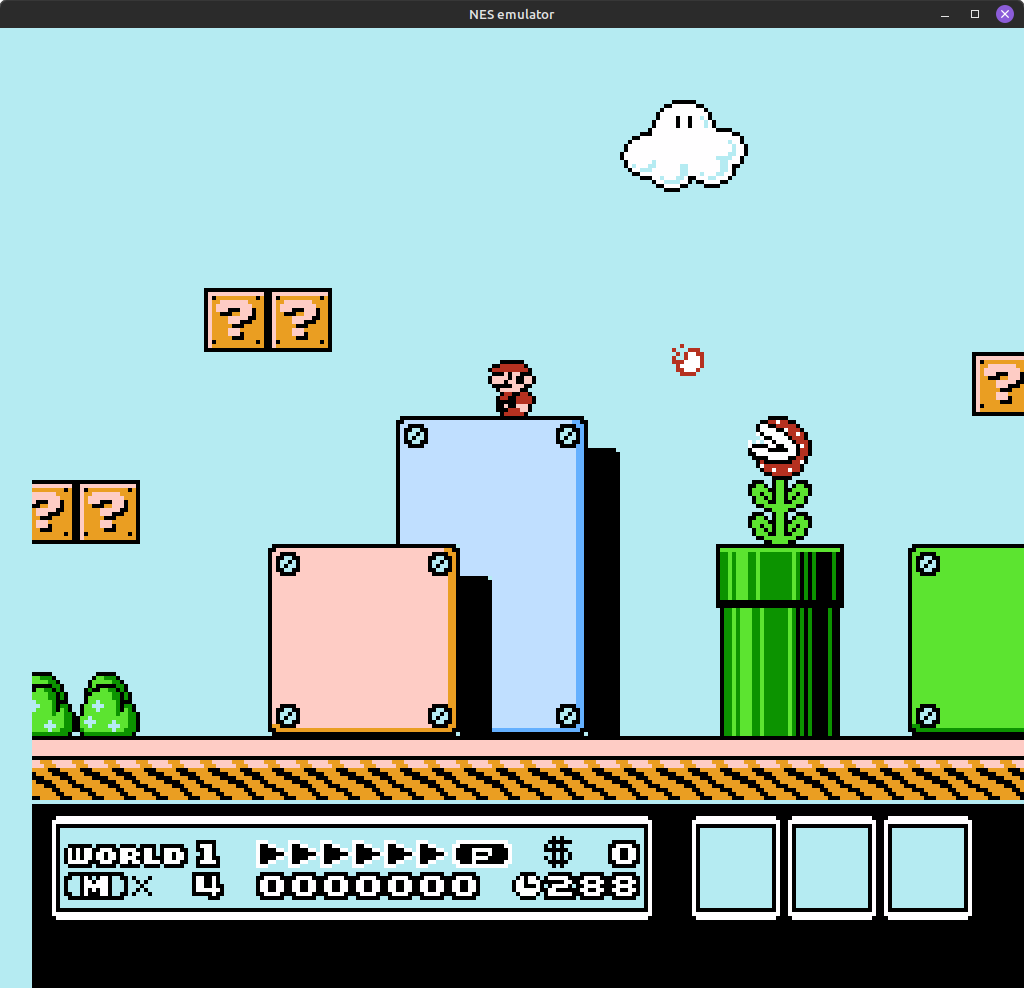 NES emulator
? ?
?
? ?
WORLD 1 P $ 0
M × 4 0000000 288